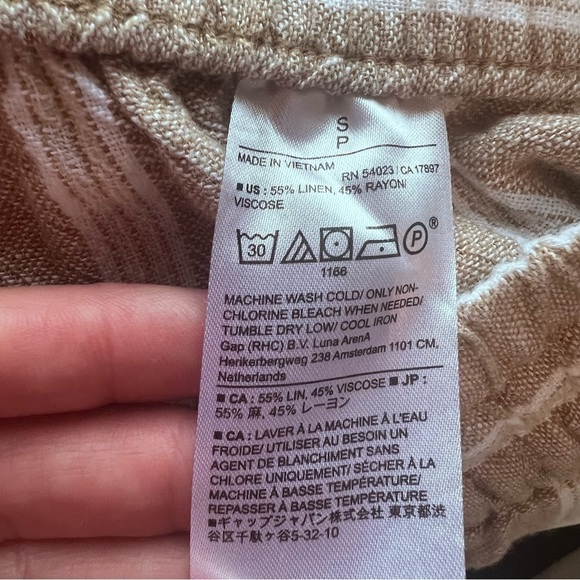 S
P
MADE IN VIETNAM RN 54023 / CA 17897
■ US : 55% LINEN, 45% RAYON/
VISCOSE
30 P ®
1166
MACHINE WASH COLD/ ONLY NON-
CHLORINE BLEACH WHEN NEEDED/
TUMBLE DRY LOW/ COOL IRON
Gap (RHC) B.V. Luna ArenA
Herikerbergweg 238 Amsterdam 1101 CM,
Netherlands
■ CA : 55% LIN, 45% VISCOSE ■ JP :
55% 麻, 45% レーヨン
■ CA : LAVER À LA MACHINE À L'EAU
FROIDE/ UTILISER AU BESOIN UN
AGENT DE BLANCHIMENT SANS
CHLORE UNIQUEMENT/ SÉCHER À LA
MACHINE À BASSE TEMPÉRATURE/
REPASSER À BASSE TEMPÉRATURE
■ギャップジャパン株式会社 東京都渋
谷区千駄ヶ谷5-32-10